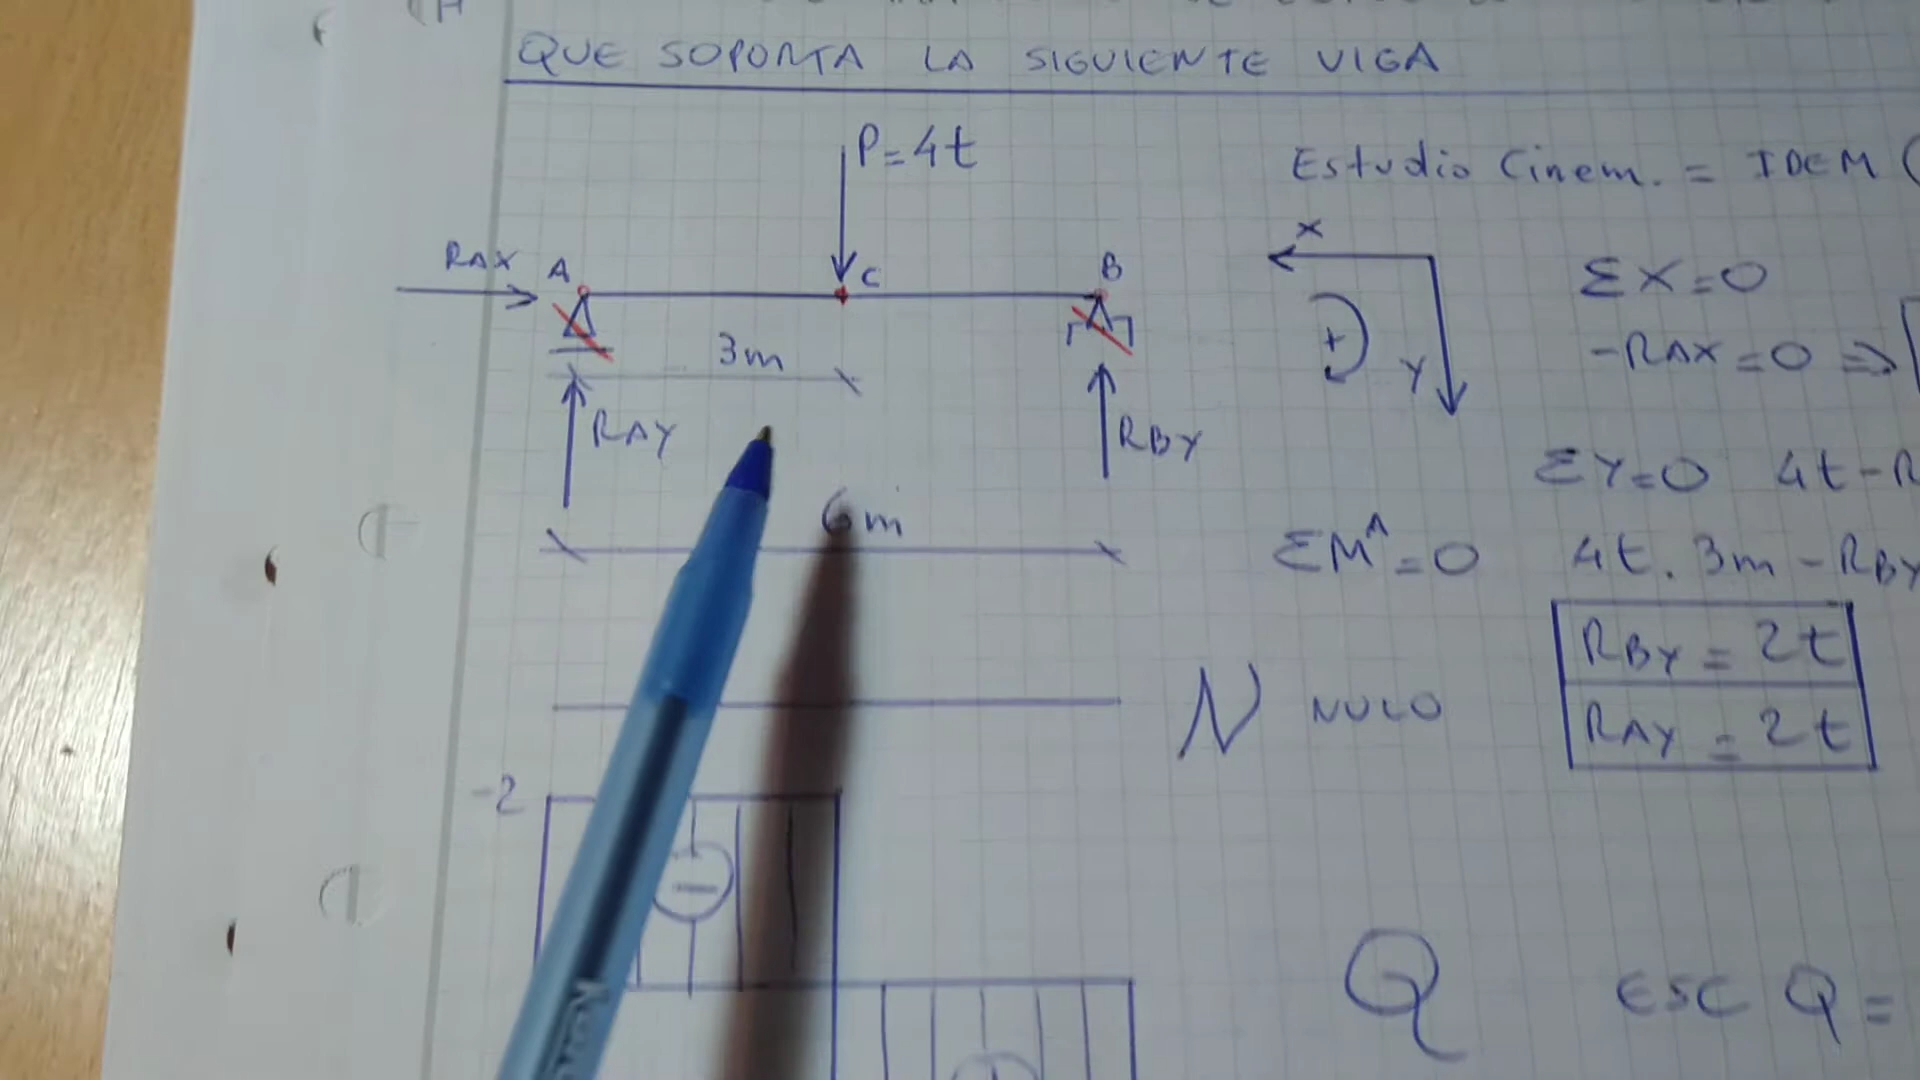 QUE SOPORTA LA SIGUIENTE VIGA
P=4t
Estudio Cinem. = IDEM (
RAX A C B
X
+
Y
3m
RAY RBY
6m
ΣX=0
-RAX=0 =>
ΣY=0 4t-R
ΣM^A=0 4t. 3m -RBY
RBY = 2t
RAY = 2t
N NULO
-2
-
Q ESC Q =